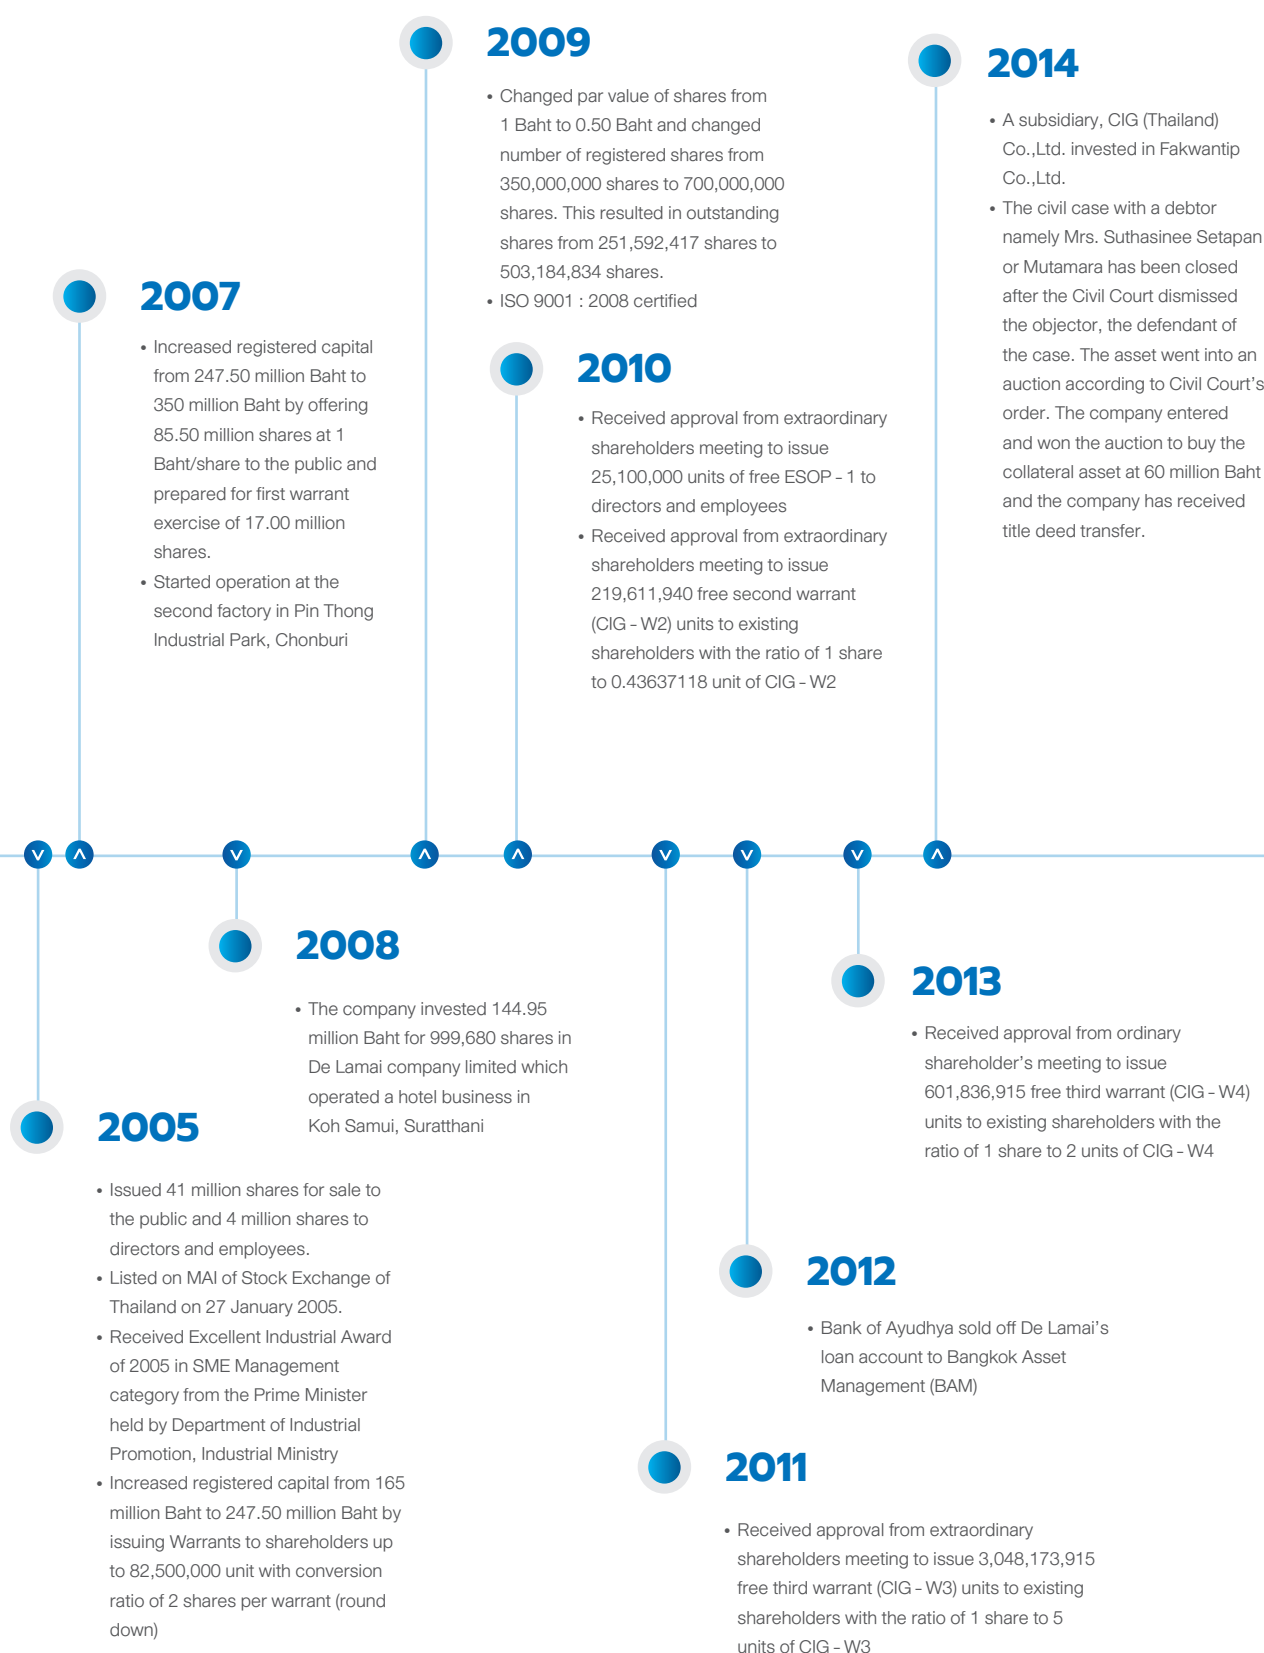 2009
• Changed par value of shares from
1 Baht to 0.50 Baht and changed
number of registered shares from
350,000,000 shares to 700,000,000
shares. This resulted in outstanding
shares from 251,592,417 shares to
503,184,834 shares.
• ISO 9001 : 2008 certified
2014
• A subsidiary, CIG (Thailand)
Co.,Ltd. invested in Fakwantip
Co.,Ltd.
• The civil case with a debtor
namely Mrs. Suthasinee Setapan
or Mutamara has been closed
after the Civil Court dismissed
the objector, the defendant of
the case. The asset went into an
auction according to Civil Court's
order. The company entered
and won the auction to buy the
collateral asset at 60 million Baht
and the company has received
title deed transfer.
2007
• Increased registered capital
from 247.50 million Baht to
350 million Baht by offering
85.50 million shares at 1
Baht/share to the public and
prepared for first warrant
exercise of 17.00 million
shares.
• Started operation at the
second factory in Pin Thong
Industrial Park, Chonburi
2010
• Received approval from extraordinary
shareholders meeting to issue
25,100,000 units of free ESOP - 1 to
directors and employees
• Received approval from extraordinary
shareholders meeting to issue
219,611,940 free second warrant
(CIG - W2) units to existing
shareholders with the ratio of 1 share
to 0.43637118 unit of CIG - W2
2008
• The company invested 144.95
million Baht for 999,680 shares in
De Lamai company limited which
operated a hotel business in
Koh Samui, Suratthani
2013
• Received approval from ordinary
shareholder's meeting to issue
601,836,915 free third warrant (CIG - W4)
units to existing shareholders with the
ratio of 1 share to 2 units of CIG - W4
2005
• Issued 41 million shares for sale to
the public and 4 million shares to
directors and employees.
• Listed on MAI of Stock Exchange of
Thailand on 27 January 2005.
• Received Excellent Industrial Award
of 2005 in SME Management
category from the Prime Minister
held by Department of Industrial
Promotion, Industrial Ministry
• Increased registered capital from 165
million Baht to 247.50 million Baht by
issuing Warrants to shareholders up
to 82,500,000 unit with conversion
ratio of 2 shares per warrant (round
down)
2012
• Bank of Ayudhya sold off De Lamai's
loan account to Bangkok Asset
Management (BAM)
2011
• Received approval from extraordinary
shareholders meeting to issue 3,048,173,915
free third warrant (CIG - W3) units to existing
shareholders with the ratio of 1 share to 5
units of CIG - W3